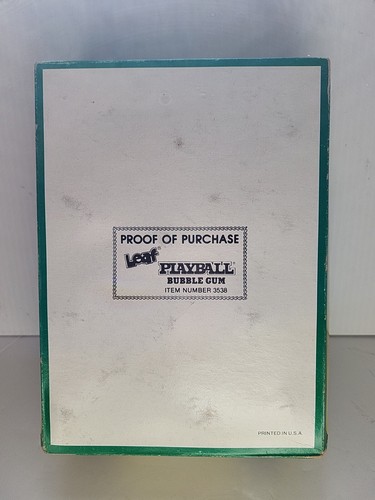 PROOF OF PURCHASE
Leaf®
PLAYBALL®
BUBBLE GUM
ITEM NUMBER 3538
PRINTED IN U.S.A.